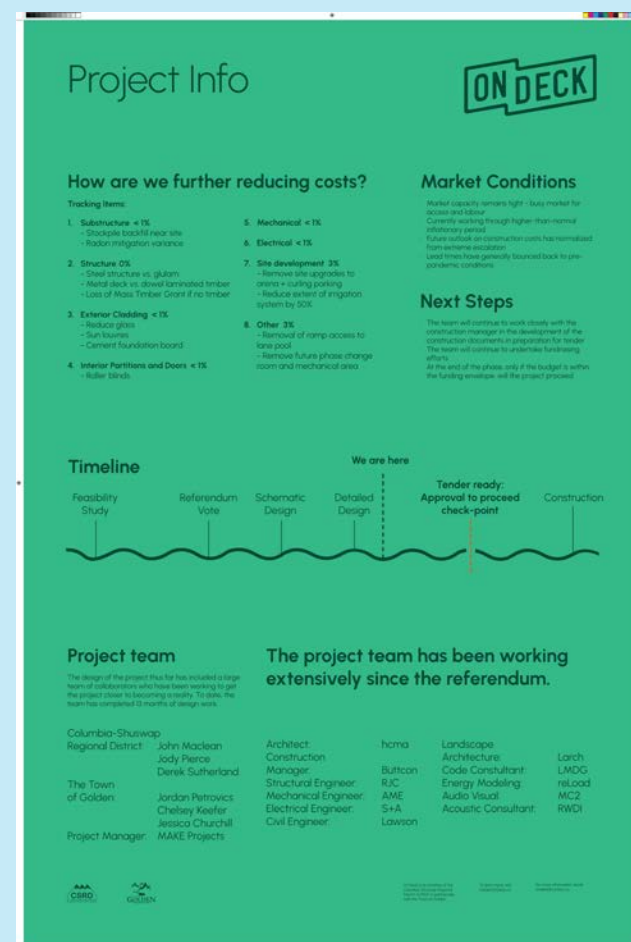 Project Info
ON DECK
How are we further reducing costs?
Tracking Items:
1. Substructure < 1%
- Stockpile backfill near site
- Radon mitigation variance
2. Structure 0%
- Steel structure vs. glulam
- Metal deck vs. dowel laminated timber
- Loss of Mass Timber Grant if no timber
3. Exterior Cladding < 1%
- Reduce glass
- Sun louvres
- Cement foundation board
4. Interior Partitions and Doors < 1%
- Roller blinds
5. Mechanical < 1%
6. Electrical < 1%
7. Site development 3%
- Remove site upgrades to
arena + curling parking
- Reduce extent of irrigation
system by 50%
8. Other 3%
- Removal of ramp access to
lane pool
- Remove future phase change
room and mechanical area
Market Conditions
Market capacity remains tight - busy market for
access and labour
Currently working through higher-than-normal
inflationary period
Future outlook on construction costs has normalized
from extreme escalation
Lead times have generally bounced back to pre-
pandemic conditions
Next Steps
The team will continue to work closely with the
construction manager in the development of the
construction documents in preparation for tender
The team will continue to undertake fundraising
efforts
At the end of the phase, only if the budget is within
the funding envelope, will the project proceed
Timeline
We are here
Feasibility
Study
Referendum
Vote
Schematic
Design
Detailed
Design
Tender ready:
Approval to proceed
check-point
Construction
Project team
The design of the project thus far has included a large
team of collaborators who have been working to get
the project closer to becoming a reality. To date, the
team has completed 13 months of design work.
The project team has been working
extensively since the referendum.
Columbia-Shuswap
Regional District: John Maclean
Jody Pierce
Derek Sutherland
The Town
of Golden: Jordan Petrovics
Chelsey Keefer
Jessica Churchill
Project Manager: MAKE Projects
Architect: hcma
Construction
Manager: Buttcon
Structural Engineer: RJC
Mechanical Engineer: AME
Electrical Engineer: S+A
Civil Engineer: Lawson
Landscape
Architecture: Larch
Code Constultant: LMDG
Energy Modeling: reLoad
Audio Visual: MC2
Acoustic Consultant: RWDI
CSRD
GOLDEN